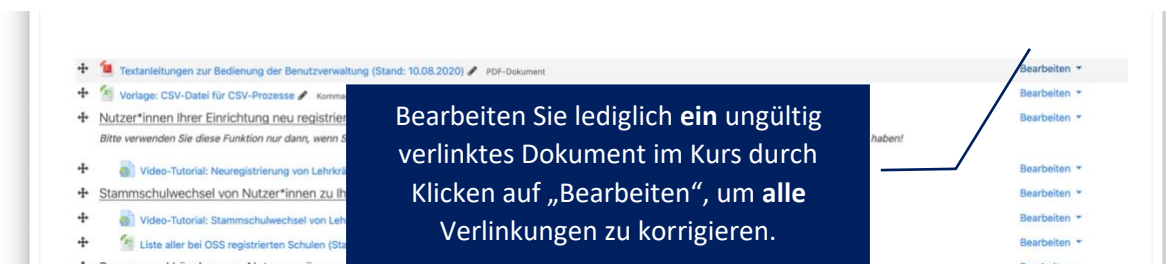 Textanleitungen zur Bedienung der Benutzverwaltung (Stand: 10.08.2020) PDF-Dokument Bearbeiten
Vorlage: CSV-Datei für CSV-Prozesse Bearbeiten
Nutzer*innen Ihrer Einrichtung neu registrier Bearbeiten
Bitte verwenden Sie diese Funktion nur dann, wenn S haben!
Video-Tutorial: Neuregistrierung von Lehrkrä Bearbeiten
Stammschulwechsel von Nutzer*innen zu Ih Bearbeiten
Video-Tutorial: Stammschulwechsel von Leh Bearbeiten
Liste aller bei OSS registrierten Schulen (Sta Bearbeiten
Bearbeiten Sie lediglich ein ungültig
verlinktes Dokument im Kurs durch
Klicken auf „Bearbeiten“, um alle
Verlinkungen zu korrigieren.